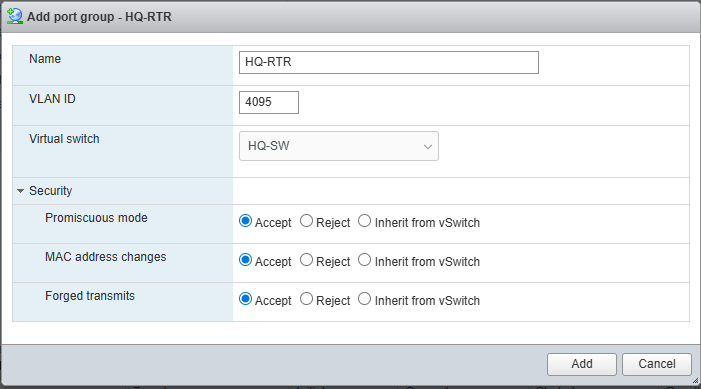 Add port group - HQ-RTR
Name HQ-RTR
VLAN ID 4095
Virtual switch HQ-SW
Security
Promiscuous mode Accept Reject Inherit from vSwitch
MAC address changes Accept Reject Inherit from vSwitch
Forged transmits Accept Reject Inherit from vSwitch
Add Cancel